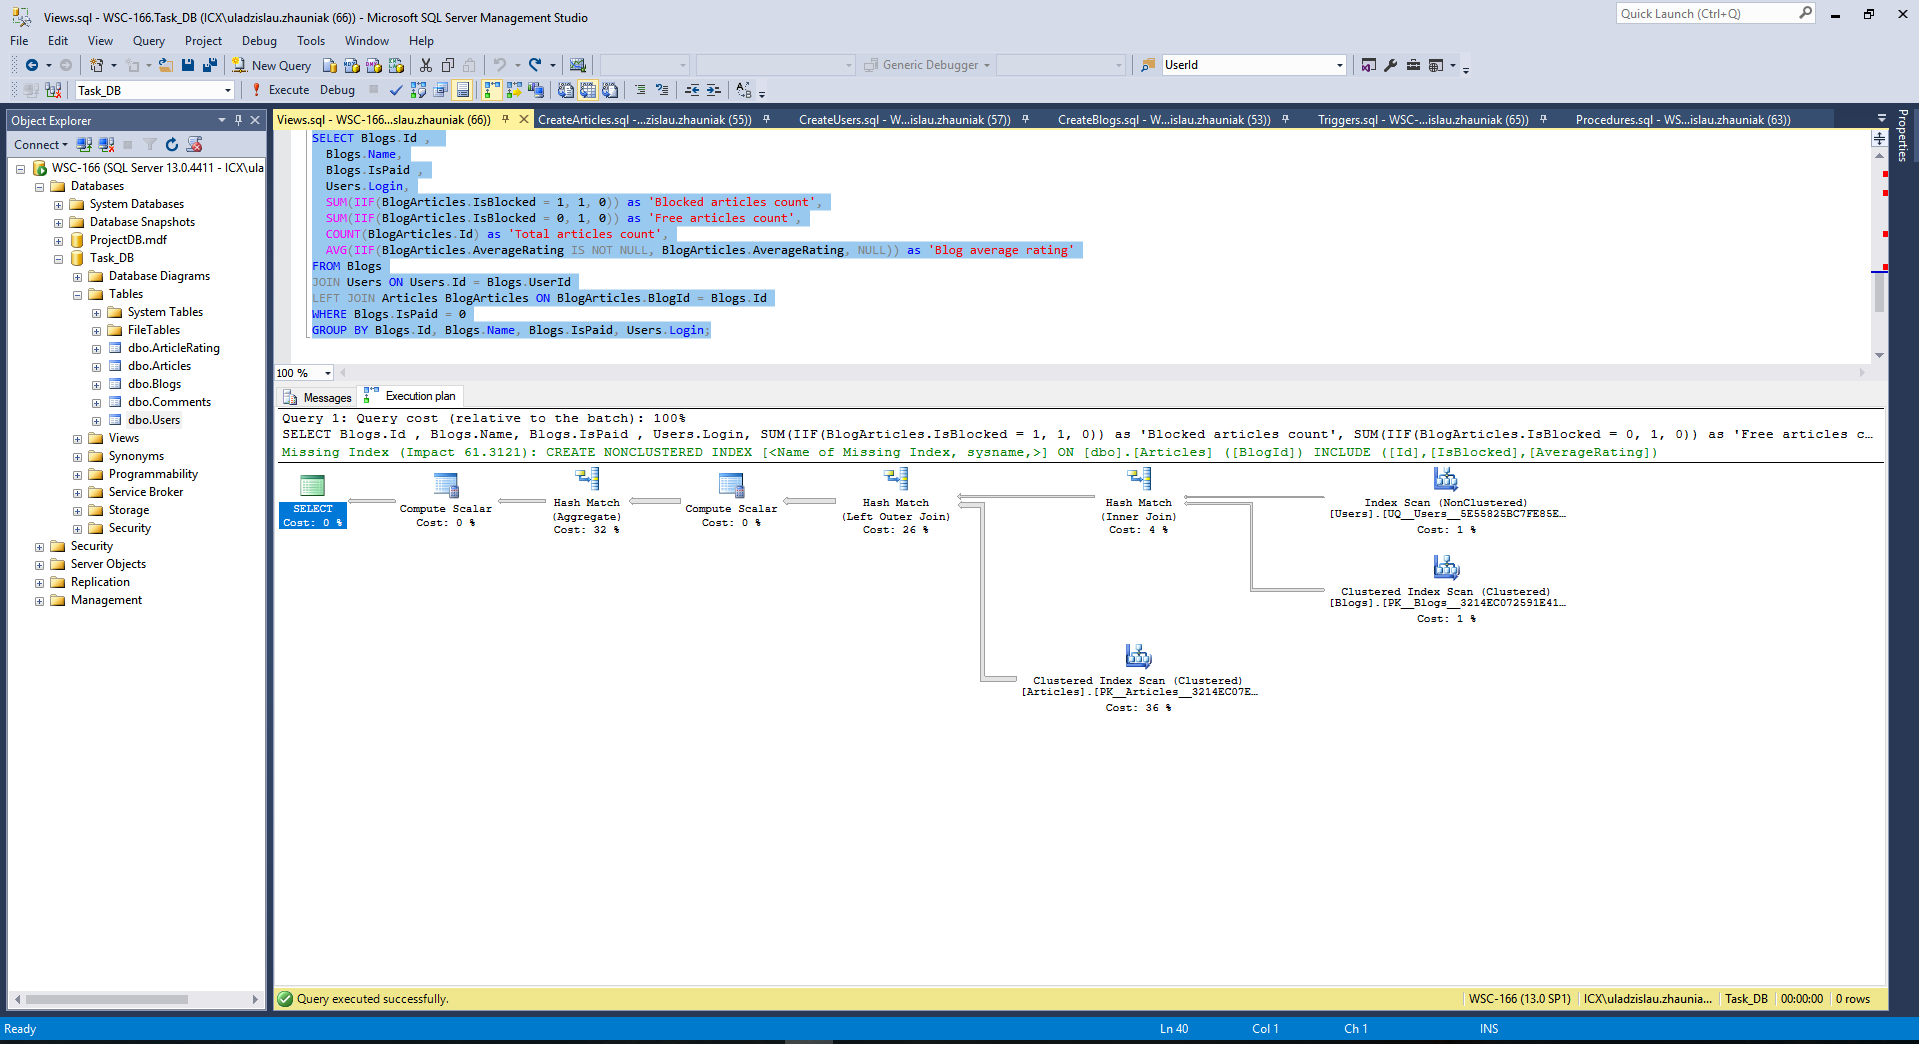 Views.sql - WSC-166.Task_DB (ICX\uladzislau.zhauniak (66)) - Microsoft SQL Server Management Studio
Quick Launch (Ctrl+Q)
File Edit View Query Project Debug Tools Window Help
New Query
Generic Debugger
UserId
Task_DB
Execute Debug
Object Explorer
Connect
WSC-166 (SQL Server 13.0.4411 - ICX\ula
Databases
System Databases
Database Snapshots
ProjectDB.mdf
Task_DB
Database Diagrams
Tables
System Tables
FileTables
dbo.ArticleRating
dbo.Articles
dbo.Blogs
dbo.Comments
dbo.Users
Views
Synonyms
Programmability
Service Broker
Storage
Security
Security
Server Objects
Replication
Management
Views.sql - WSC-166...slau.zhauniak (66))
CreateArticles.sql -...zislau.zhauniak (55))
CreateUsers.sql - W...islau.zhauniak (57))
CreateBlogs.sql - W...islau.zhauniak (53))
Triggers.sql - WSC-...islau.zhauniak (65))
Procedures.sql - WS...islau.zhauniak (63))
Properties
SELECT Blogs.Id ,
Blogs.Name,
Blogs.IsPaid ,
Users.Login,
SUM(IIF(BlogArticles.IsBlocked = 1, 1, 0)) as 'Blocked articles count',
SUM(IIF(BlogArticles.IsBlocked = 0, 1, 0)) as 'Free articles count',
COUNT(BlogArticles.Id) as 'Total articles count',
AVG(IIF(BlogArticles.AverageRating IS NOT NULL, BlogArticles.AverageRating, NULL)) as 'Blog average rating'
FROM Blogs
JOIN Users ON Users.Id = Blogs.UserId
LEFT JOIN Articles BlogArticles ON BlogArticles.BlogId = Blogs.Id
WHERE Blogs.IsPaid = 0
GROUP BY Blogs.Id, Blogs.Name, Blogs.IsPaid, Users.Login;
100 %
Messages
Execution plan
Query 1: Query cost (relative to the batch): 100%
SELECT Blogs.Id , Blogs.Name, Blogs.IsPaid , Users.Login, SUM(IIF(BlogArticles.IsBlocked = 1, 1, 0)) as 'Blocked articles count', SUM(IIF(BlogArticles.IsBlocked = 0, 1, 0)) as 'Free articles c...
Missing Index (Impact 61.3121): CREATE NONCLUSTERED INDEX [<Name of Missing Index, sysname,>] ON [dbo].[Articles] ([BlogId]) INCLUDE ([Id],[IsBlocked],[AverageRating])
SELECT
Cost: 0 %
Compute Scalar
Cost: 0 %
Hash Match
(Aggregate)
Cost: 32 %
Compute Scalar
Cost: 0 %
Hash Match
(Left Outer Join)
Cost: 26 %
Hash Match
(Inner Join)
Cost: 4 %
Index Scan (NonClustered)
[Users].[UQ__Users__5E55825BC7FE85E...
Cost: 1 %
Clustered Index Scan (Clustered)
[Blogs].[PK__Blogs__3214EC072591E41...
Cost: 1 %
Clustered Index Scan (Clustered)
[Articles].[PK__Articles__3214EC07E...
Cost: 36 %
Query executed successfully.
WSC-166 (13.0 SP1) ICX\uladzislau.zhaunia... Task_DB 00:00:00 0 rows
Ready
Ln 40 Col 1 Ch 1 INS